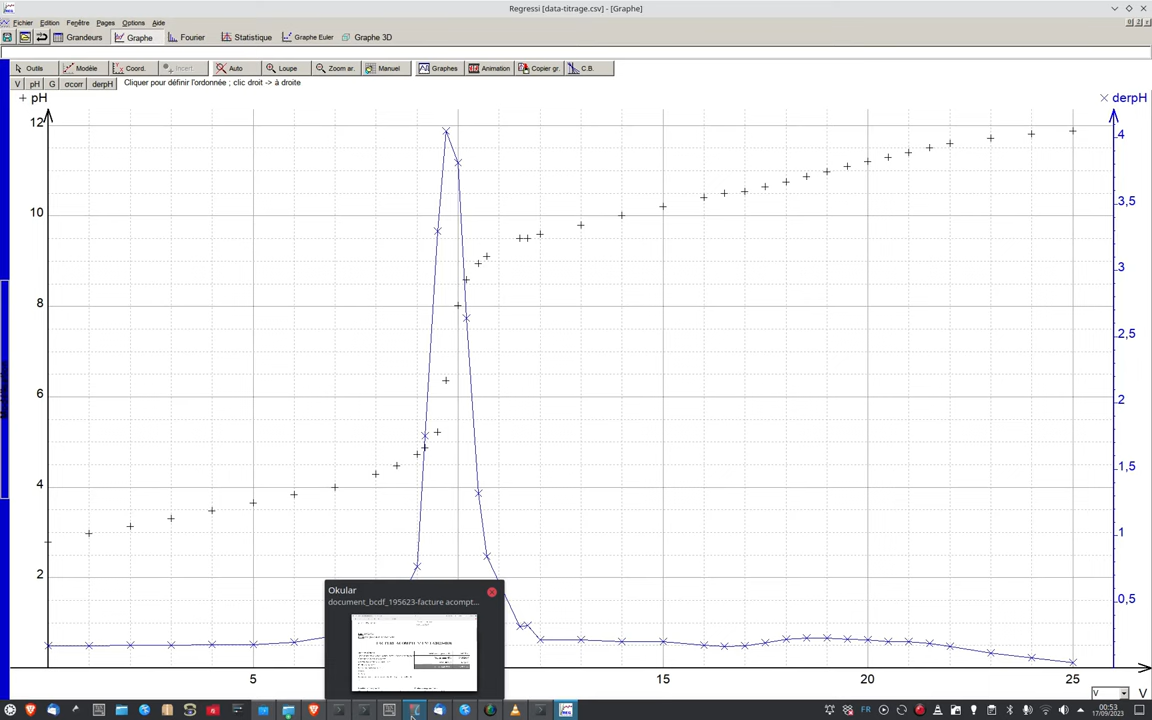 Regressi [data-titrage.csv] - [Graphe]
Fichier Edition Fenêtre Pages Options Aide
Grandeurs Graphe Fourier Statistique Graphe Euler Graphe 3D
Outils Modèle Coord. Insert Auto Loupe Zoom ar. Manuel Graphes Animation Copier gr. C.B.
V pH G σcorr derpH Cliquer pour définir l'ordonnée ; clic droit -> à droite
pH derpH
12
10
8
6
4
2
4
3,5
3
2,5
2
1,5
1
0,5
Okular
document_bcdf_195623-facture acompt...
5 15 20 25
V
V
FR
00:53
17/09/2023